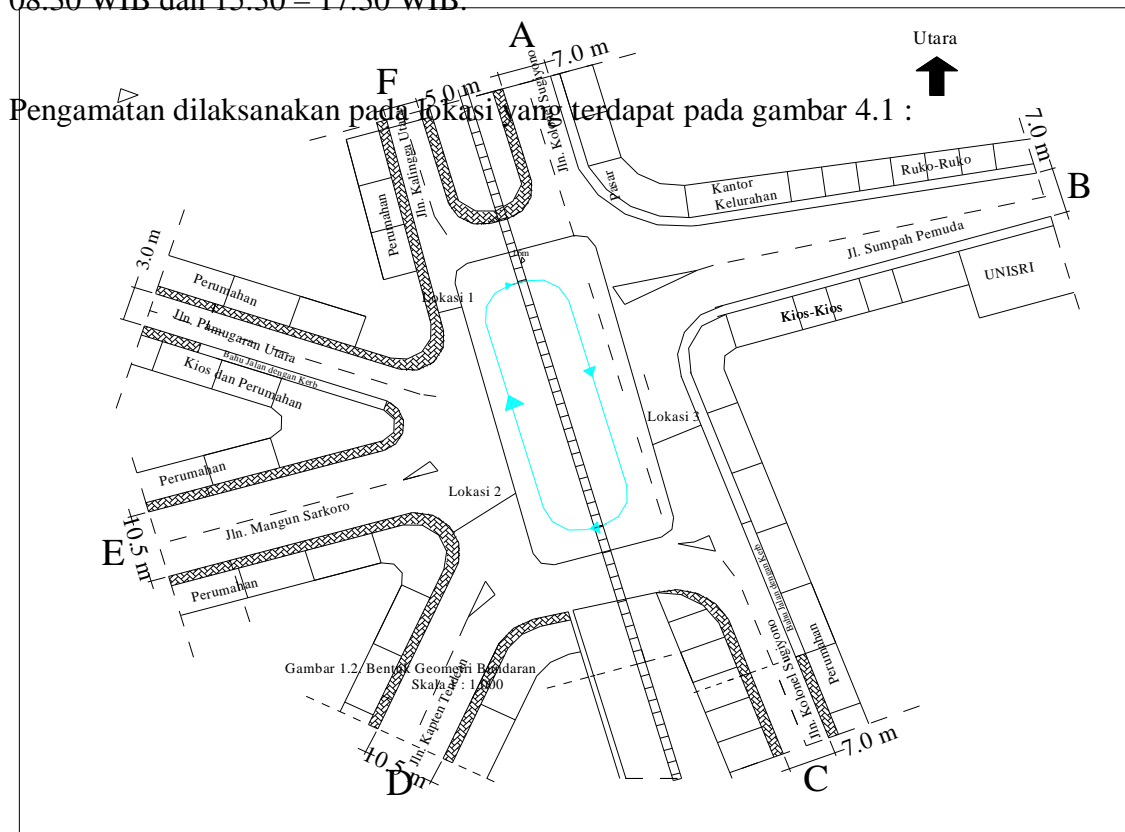 08.30 WIB dan 15.30 – 17.30 WIB.
Utara
A
7.0 m
F
5.0 m
Jln. Kolonel Sugiyono
Pengamatan dilaksanakan pada lokasi yang terdapat pada gambar 4.1 :
7.0 m
B
Jln. Kalingga Utara
Perumahan
Pasar
Kantor
Kelurahan
Ruko-Ruko
Jl. Sumpah Pemuda
UNISRI
Kios-Kios
3.0 m
Perumahan
Lokasi 1
Jln. Pamugaran Utara
Bahu Jalan dengan Kerb
Kios dan Perumahan
Lokasi 3
Perumahan
Lokasi 2
Jln. Mangun Sarkoro
E
10.5 m
Perumahan
Bahu Jalan dengan Kerb
Perumahan
Jln. Kolonel Sugiyono
Gambar 1.2. Bentuk Geometri Bundaran
Skala 1 : 1.000
Jln. Kapten Tendean
10.5 m
D
7.0 m
C